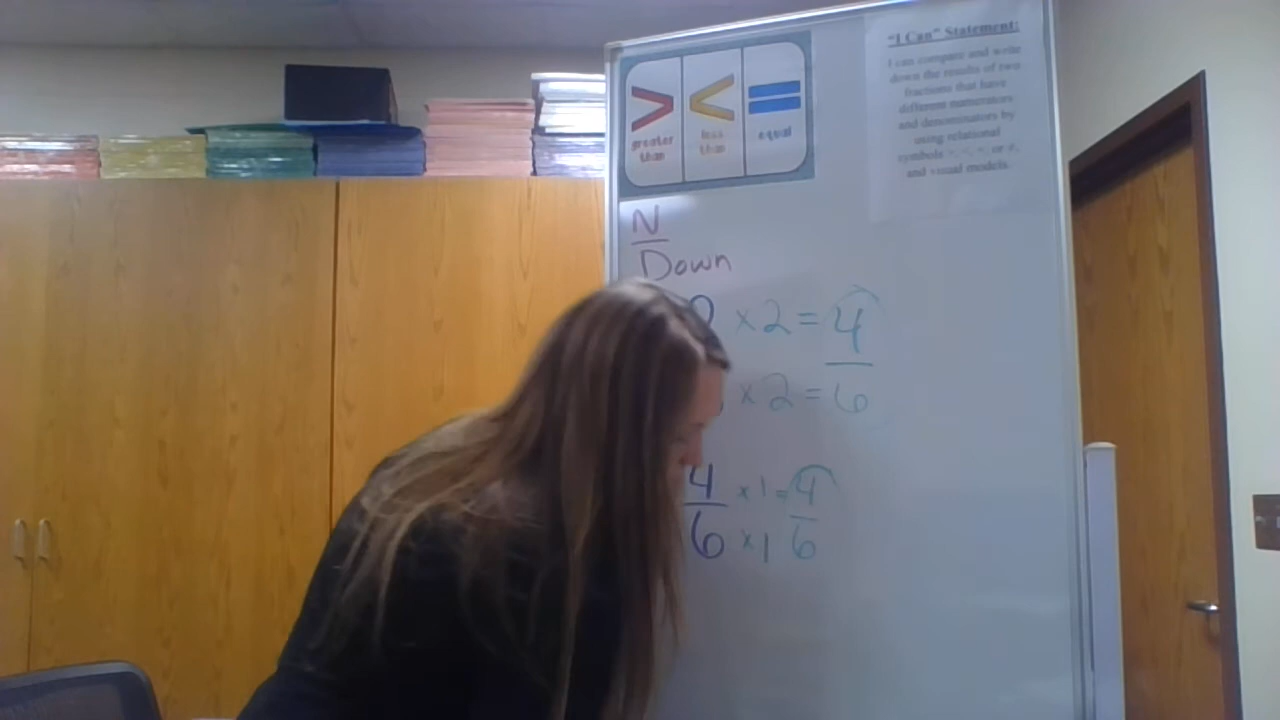 > < =
greater than
less than
equal
"I Can" Statement:
I can compare and write
down the results of two
fractions that have
different numerators
and denominators by
using relational
symbols >, <, =, or ≠,
and visual models.
N
Down
× 2 = 4
× 2 = 6
4 × 1 = 4
6 × 1 6